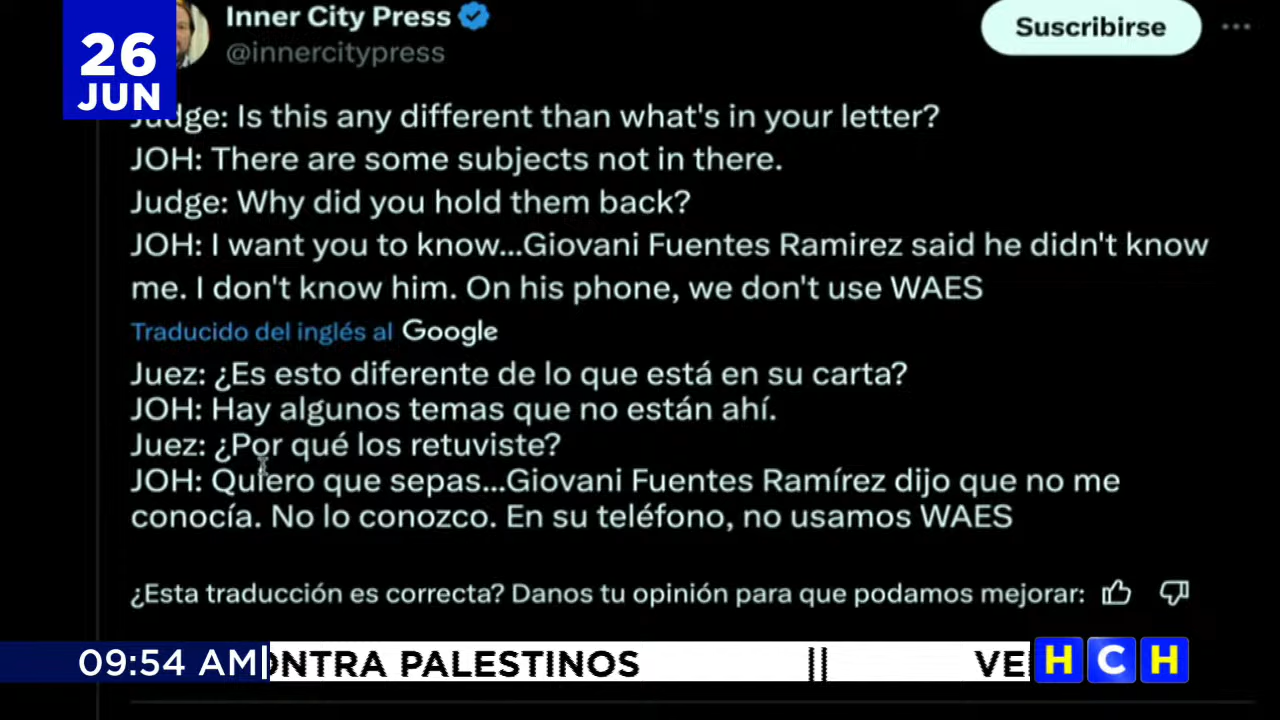 Inner City Press
@innercitypress
Suscribirse
26
JUN
Judge: Is this any different than what's in your letter?
JOH: There are some subjects not in there.
Judge: Why did you hold them back?
JOH: I want you to know...Giovani Fuentes Ramirez said he didn't know
me. I don't know him. On his phone, we don't use WAES
Traducido del inglés al Google
Juez: ¿Es esto diferente de lo que está en su carta?
JOH: Hay algunos temas que no están ahí.
Juez: ¿Por qué los retuviste?
JOH: Quiero que sepas...Giovani Fuentes Ramírez dijo que no me
conocía. No lo conozco. En su teléfono, no usamos WAES
¿Esta traducción es correcta? Danos tu opinión para que podamos mejorar:
09:54 AM
ONTRA PALESTINOS || VE
HCH